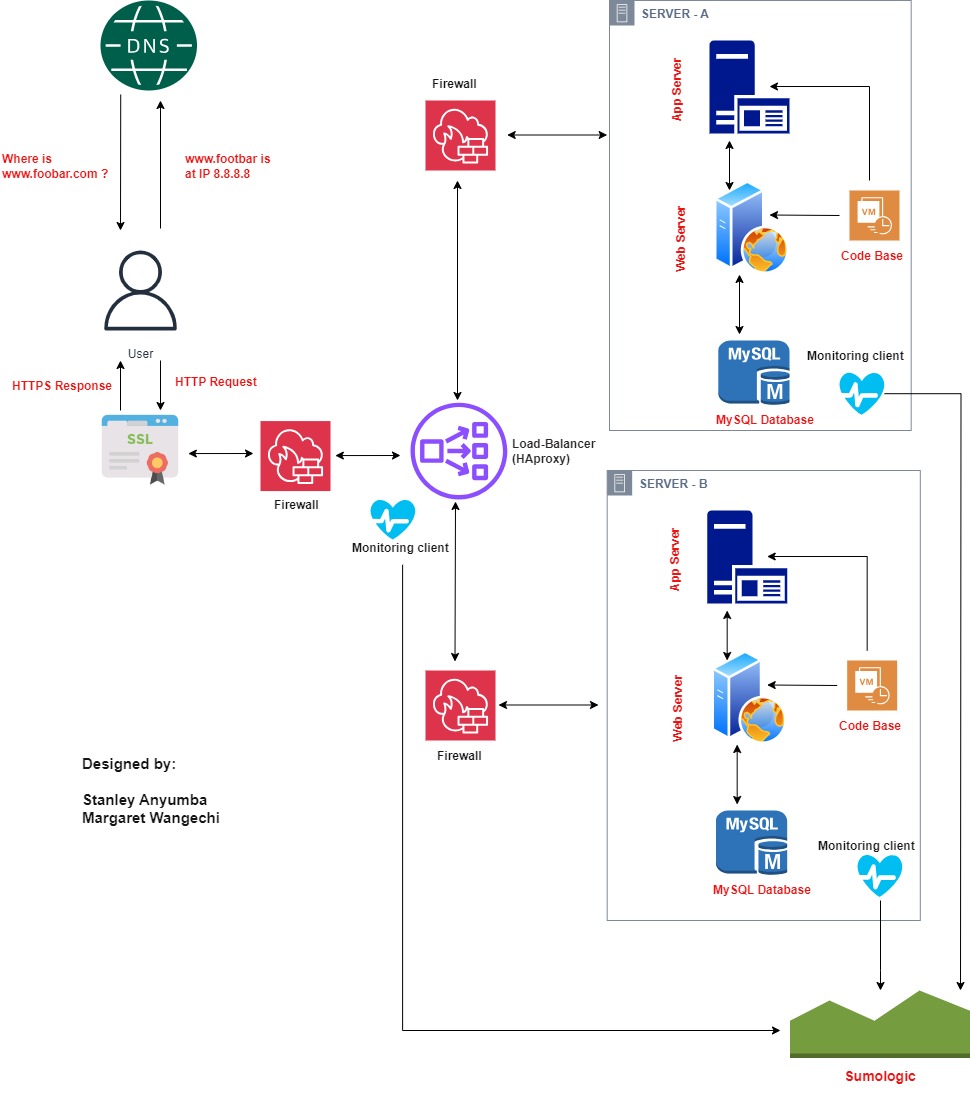 DNS
Where is
www.foobar.com ?
www.footbar is
at IP 8.8.8.8
User
HTTPS Response
HTTP Request
SSL
Firewall
Monitoring client
Load-Balancer
(HAproxy)
Firewall
SERVER - A
App Server
Web Server
VM
Code Base
MySQL
M
MySQL Database
Monitoring client
Firewall
SERVER - B
App Server
Web Server
VM
Code Base
MySQL
M
MySQL Database
Monitoring client
Designed by:
Stanley Anyumba
Margaret Wangechi
Sumologic